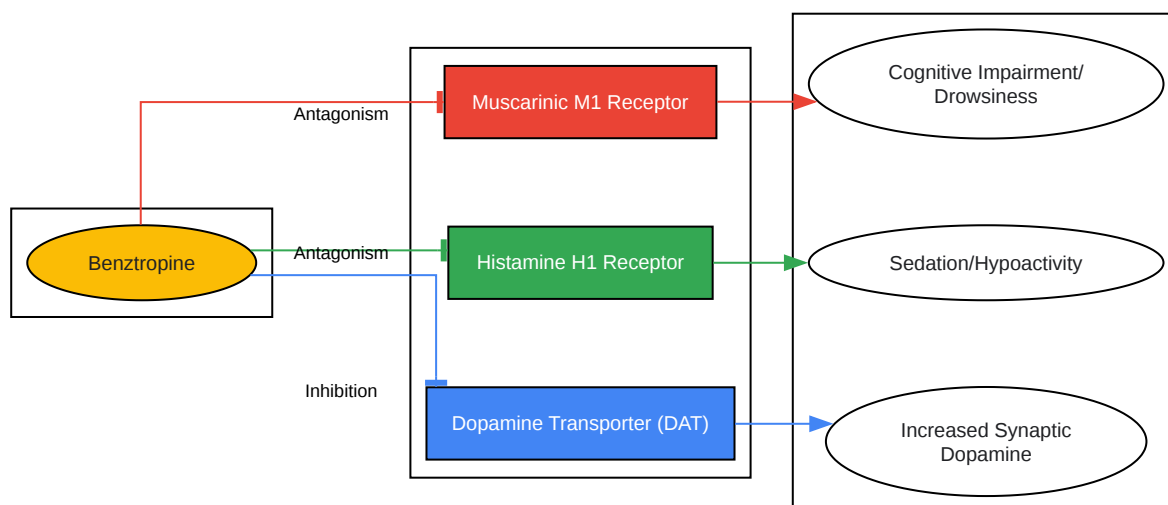 Cognitive Impairment/
Drowsiness
Muscarinic M1 Receptor
Antagonism
Benztropine
Antagonism
Histamine H1 Receptor
Sedation/Hypoactivity
Inhibition
Dopamine Transporter (DAT)
Increased Synaptic
Dopamine